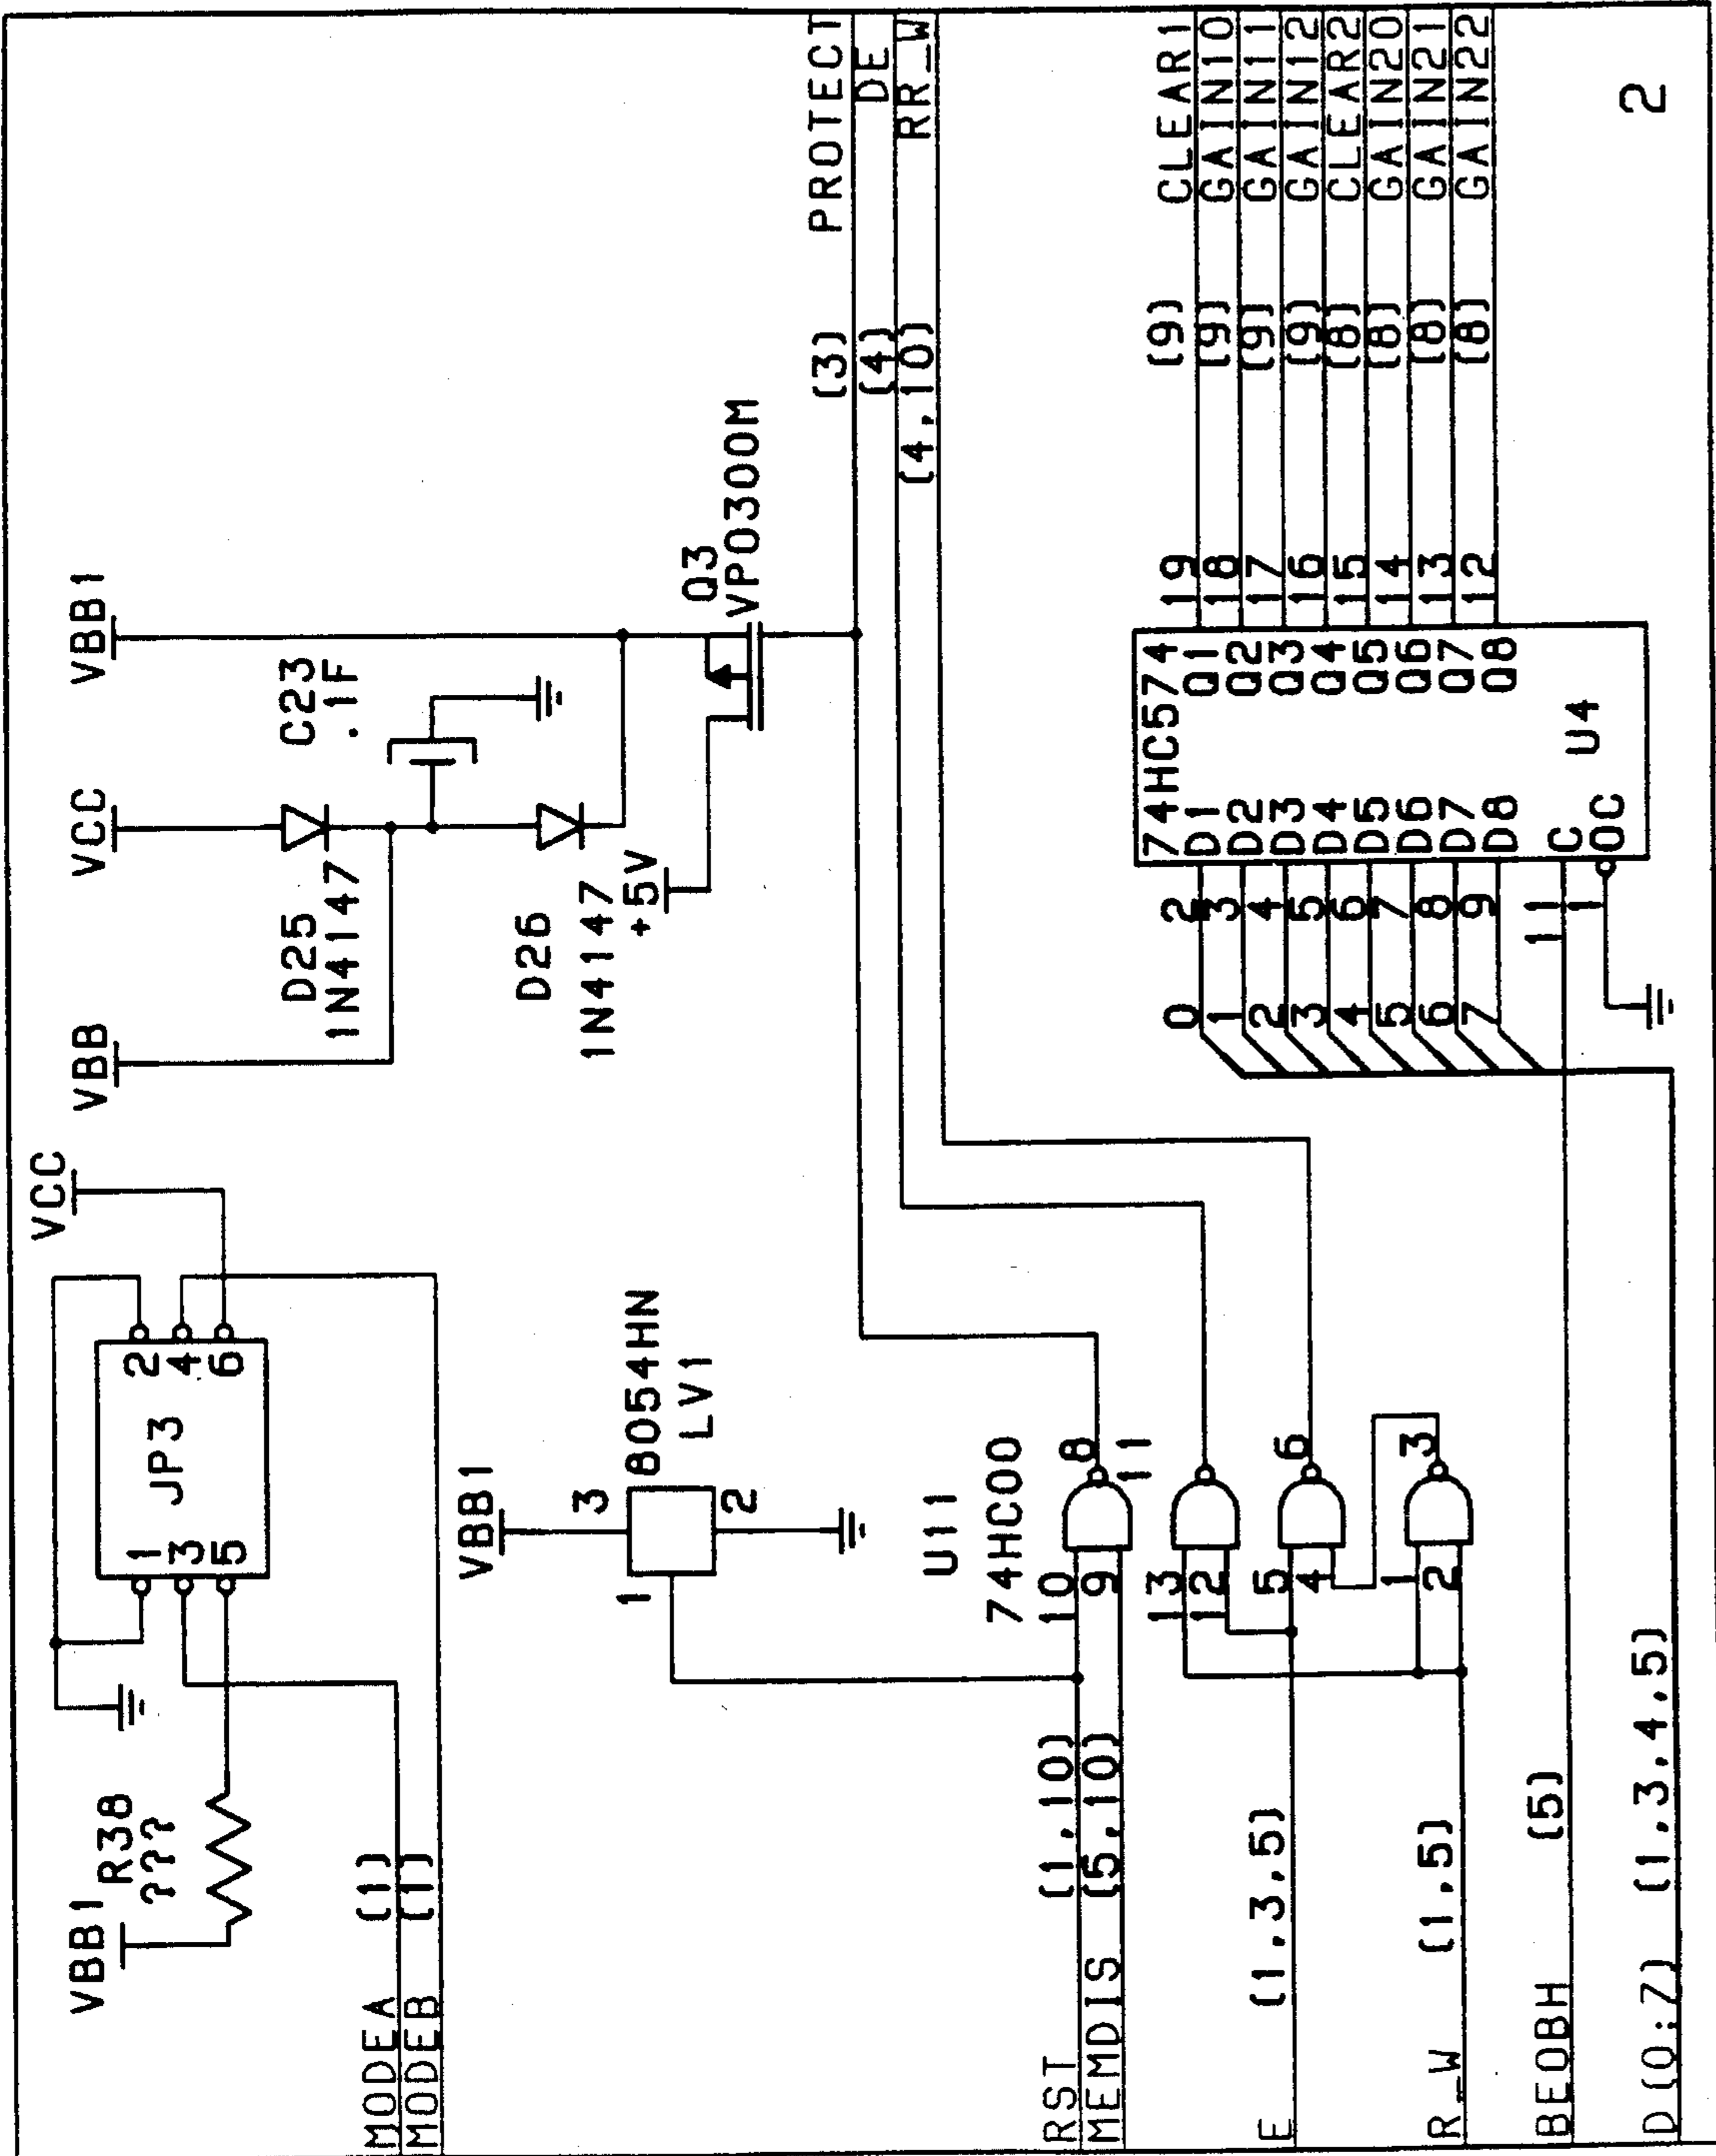 VCC
VBB
VCC
VBB1
JP3
1
2
3
4
5
6
VBB1
R38
???
MODEA (1)
MODEB (1)
D25
1N4147
C23
.1F
D26
1N4147
+5V
Q3
VP0300M
VBB1
3
8054HN
LV1
1
2
(3) PROTECT
(4) DE
(4,10) RR_W
U11
74HC00
RST (1,10) 10
MEMDIS (5,10) 9
8
11
13
12
E (1,3,5) 5
4
6
1
2
3
R_W (1,5)
BEOBH (5)
D(0:7) (1,3,4,5)
74HC574
0 2 D1 Q1 19 (9) CLEAR1
1 3 D2 Q2 18 (9) GAIN10
2 4 D3 Q3 17 (9) GAIN11
3 5 D4 Q4 16 (9) GAIN12
4 6 D5 Q5 15 (8) CLEAR2
5 7 D6 Q6 14 (8) GAIN20
6 8 D7 Q7 13 (8) GAIN21
7 9 D8 Q8 12 (8) GAIN22
11 C
1 OC
U4
2